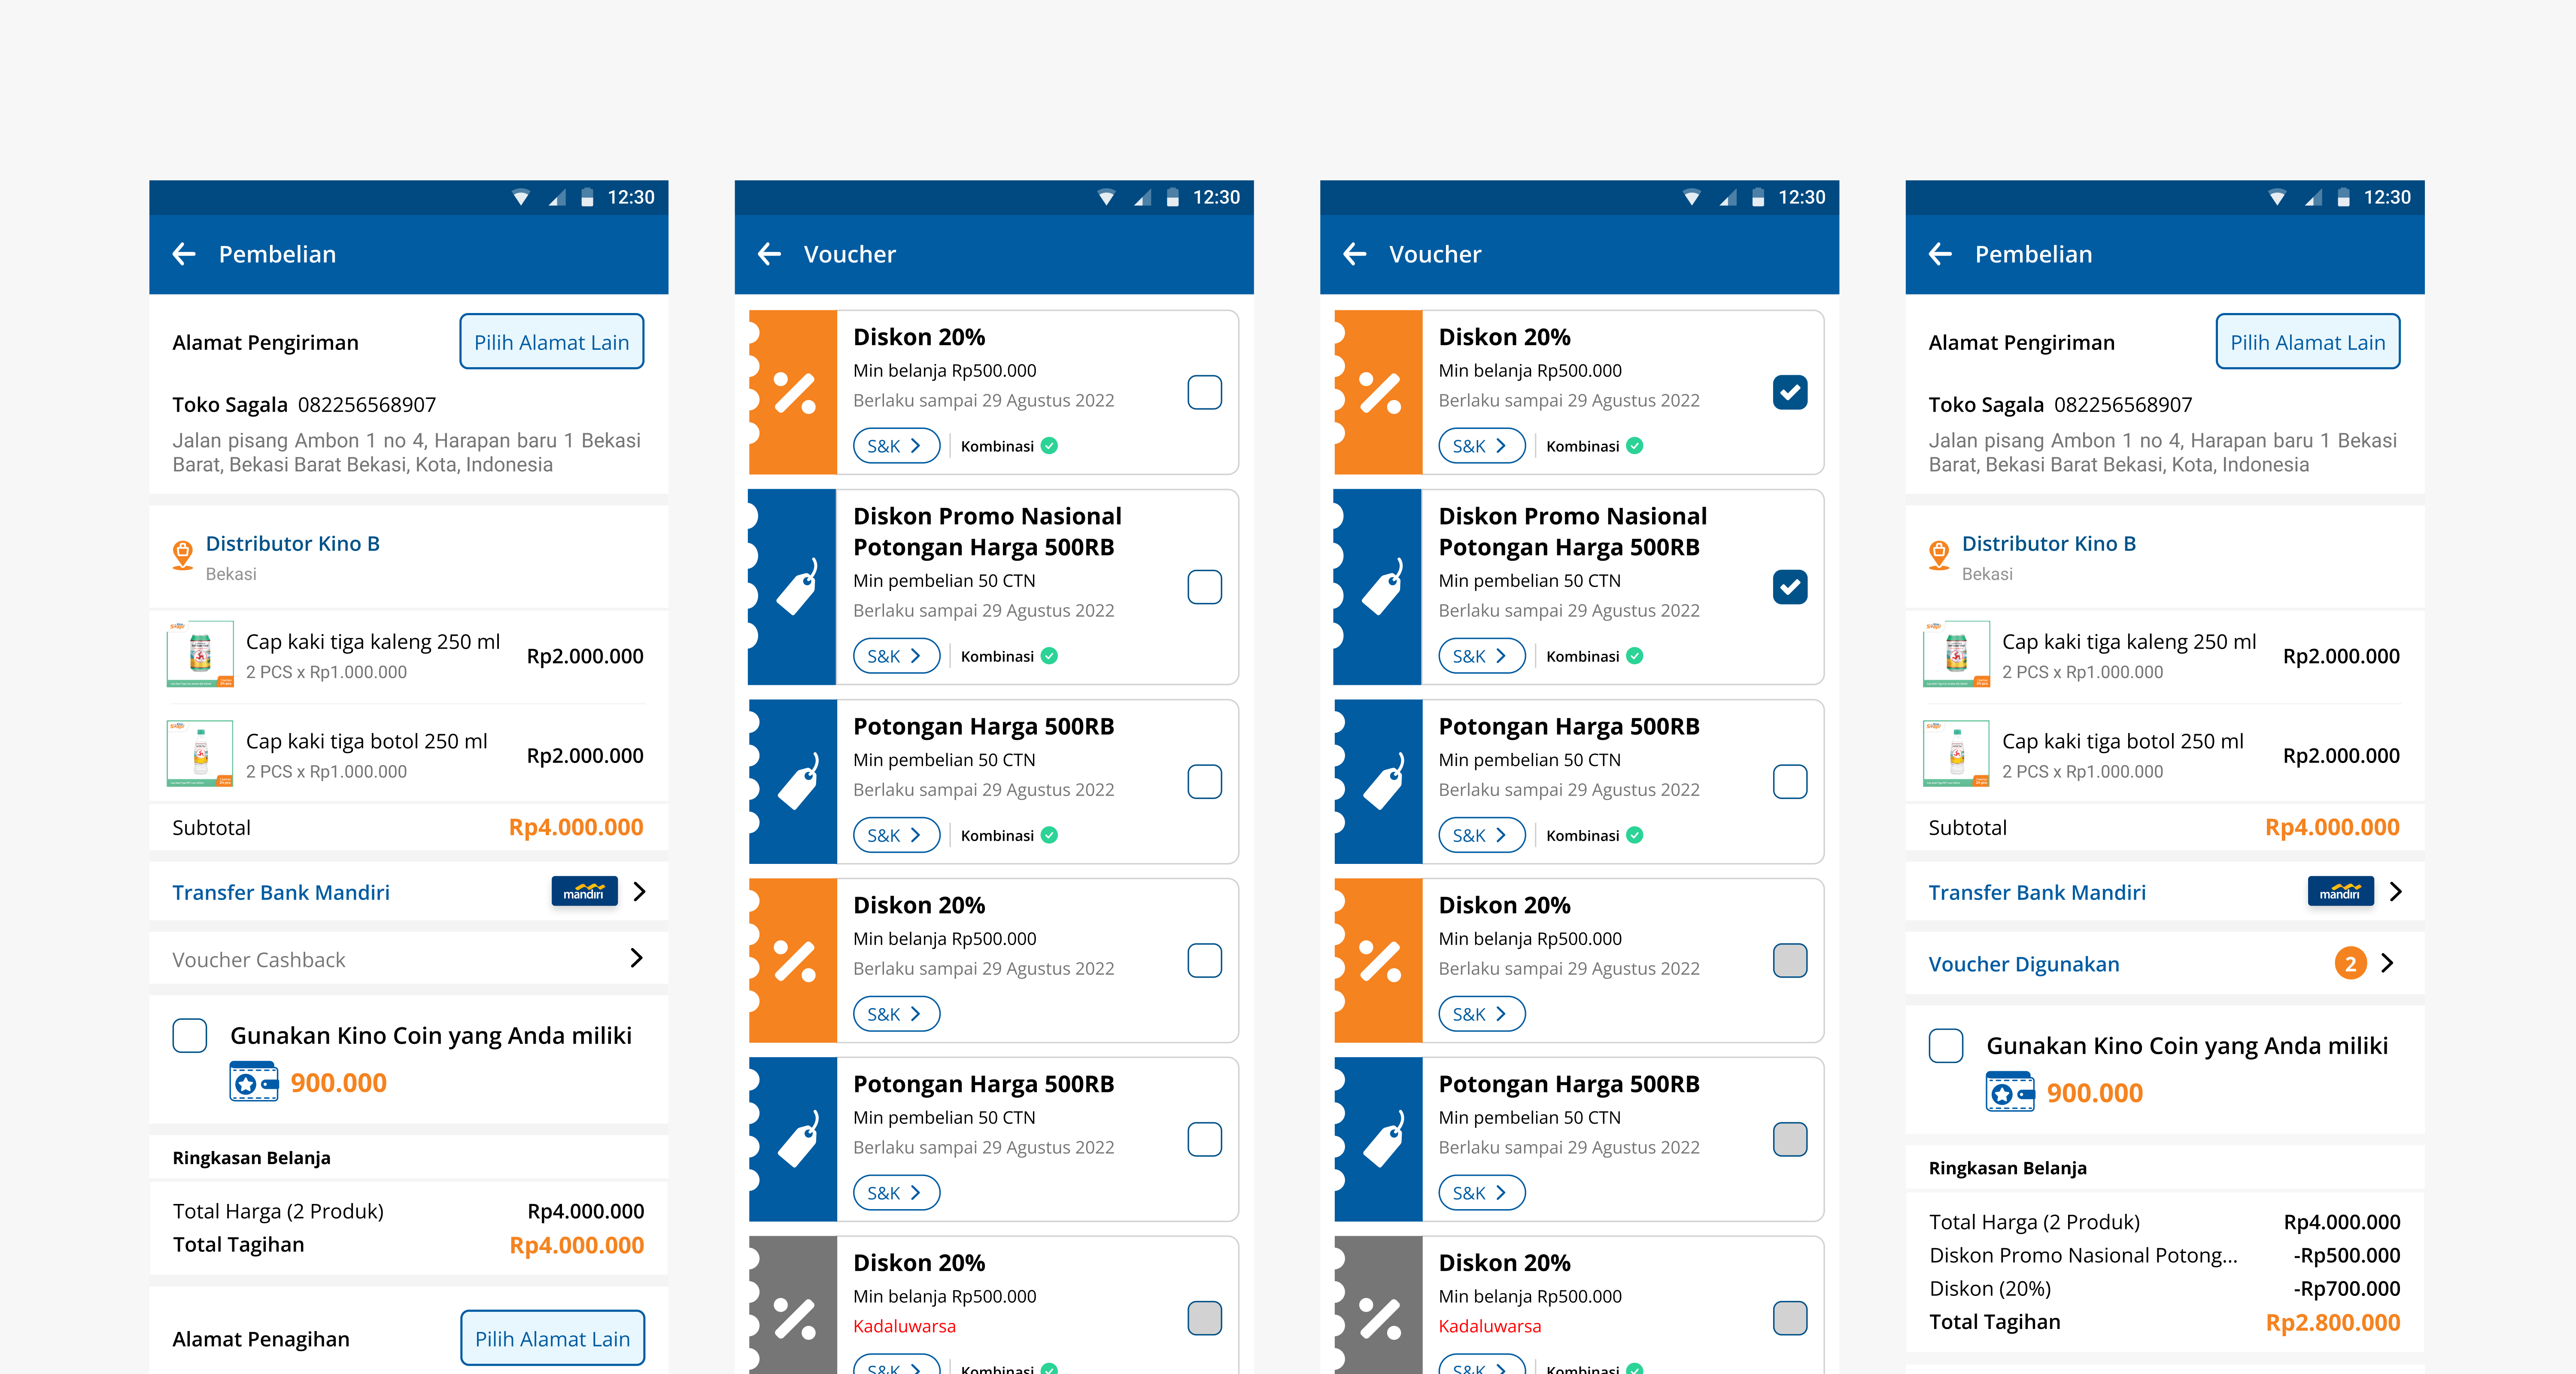 12:30
Pembelian
Alamat Pengiriman
Pilih Alamat Lain
Toko Sagala 082256568907
Jalan pisang Ambon 1 no 4, Harapan baru 1 Bekasi
Barat, Bekasi Barat Bekasi, Kota, Indonesia
Distributor Kino B
Bekasi
Cap kaki tiga kaleng 250 ml
2 PCS x Rp1.000.000
Rp2.000.000
Cap kaki tiga botol 250 ml
2 PCS x Rp1.000.000
Rp2.000.000
Subtotal
Rp4.000.000
Transfer Bank Mandiri
mandiri
Voucher Cashback
Gunakan Kino Coin yang Anda miliki
900.000
Ringkasan Belanja
Total Harga (2 Produk)
Rp4.000.000
Total Tagihan
Rp4.000.000
Alamat Penagihan
Pilih Alamat Lain
12:30
Voucher
Diskon 20%
Min belanja Rp500.000
Berlaku sampai 29 Agustus 2022
S&K
Kombinasi
Diskon Promo Nasional
Potongan Harga 500RB
Min pembelian 50 CTN
Berlaku sampai 29 Agustus 2022
S&K
Kombinasi
Potongan Harga 500RB
Min pembelian 50 CTN
Berlaku sampai 29 Agustus 2022
S&K
Kombinasi
Diskon 20%
Min belanja Rp500.000
Berlaku sampai 29 Agustus 2022
S&K
Potongan Harga 500RB
Min pembelian 50 CTN
Berlaku sampai 29 Agustus 2022
S&K
Diskon 20%
Min belanja Rp500.000
Kadaluwarsa
S&K
Kombinasi
12:30
Voucher
Diskon 20%
Min belanja Rp500.000
Berlaku sampai 29 Agustus 2022
S&K
Kombinasi
Diskon Promo Nasional
Potongan Harga 500RB
Min pembelian 50 CTN
Berlaku sampai 29 Agustus 2022
S&K
Kombinasi
Potongan Harga 500RB
Min pembelian 50 CTN
Berlaku sampai 29 Agustus 2022
S&K
Kombinasi
Diskon 20%
Min belanja Rp500.000
Berlaku sampai 29 Agustus 2022
S&K
Potongan Harga 500RB
Min pembelian 50 CTN
Berlaku sampai 29 Agustus 2022
S&K
Diskon 20%
Min belanja Rp500.000
Kadaluwarsa
S&K
Kombinasi
12:30
Pembelian
Alamat Pengiriman
Pilih Alamat Lain
Toko Sagala 082256568907
Jalan pisang Ambon 1 no 4, Harapan baru 1 Bekasi
Barat, Bekasi Barat Bekasi, Kota, Indonesia
Distributor Kino B
Bekasi
Cap kaki tiga kaleng 250 ml
2 PCS x Rp1.000.000
Rp2.000.000
Cap kaki tiga botol 250 ml
2 PCS x Rp1.000.000
Rp2.000.000
Subtotal
Rp4.000.000
Transfer Bank Mandiri
mandiri
Voucher Digunakan
2
Gunakan Kino Coin yang Anda miliki
900.000
Ringkasan Belanja
Total Harga (2 Produk)
Rp4.000.000
Diskon Promo Nasional Potong...
-Rp500.000
Diskon (20%)
-Rp700.000
Total Tagihan
Rp2.800.000